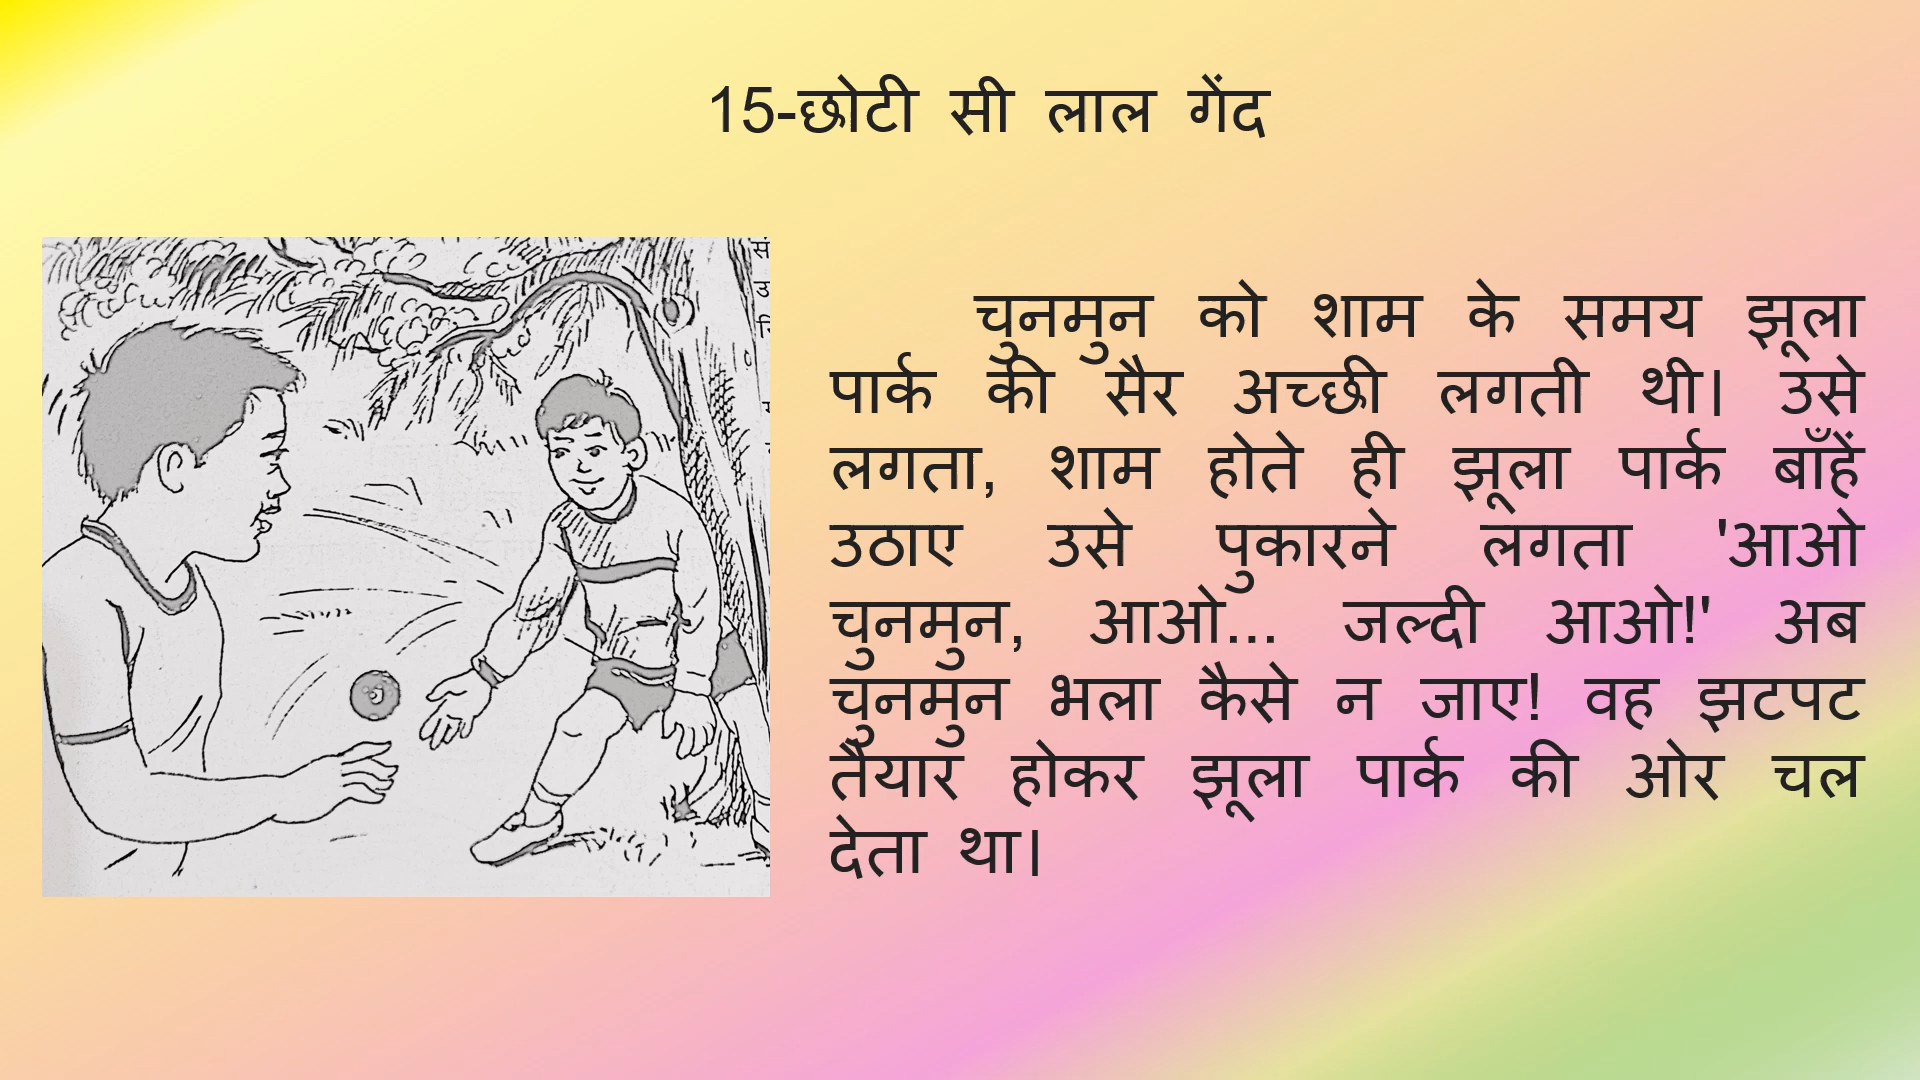 15-छोटी सी लाल गेंद
चुनमुन को शाम के समय झूला
पार्क की सैर अच्छी लगती थी। उसे
लगता, शाम होते ही झूला पार्क बाँहें
उठाए उसे पुकारने लगता 'आओ
चुनमुन, आओ... जल्दी आओ!' अब
चुनमुन भला कैसे न जाए! वह झटपट
तैयार होकर झूला पार्क की ओर चल
देता था।